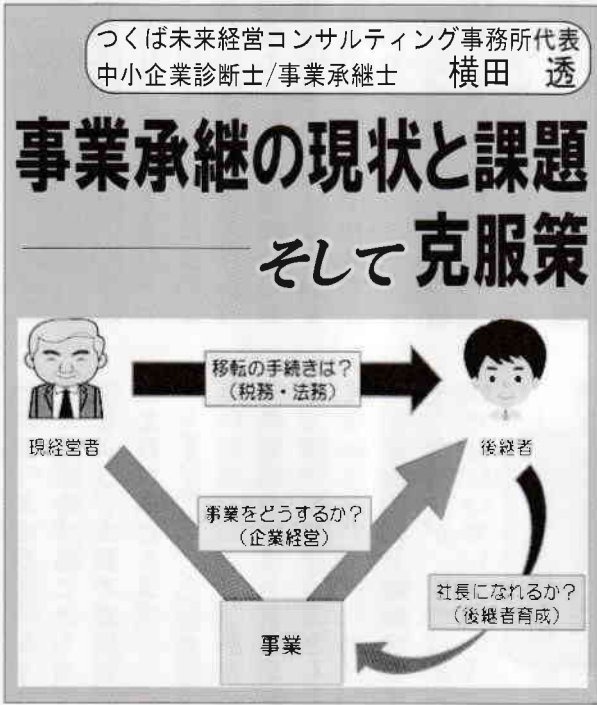 つくば未来経営コンサルティング事務所代表
中小企業診断士/事業承継士 横田 透
事業承継の現状と課題
そして克服策
移転の手続きは?
(税務・法務)
現経営者
後継者
事業をどうするか?
(企業経営)
社長になれるか?
(後継者育成)
事業